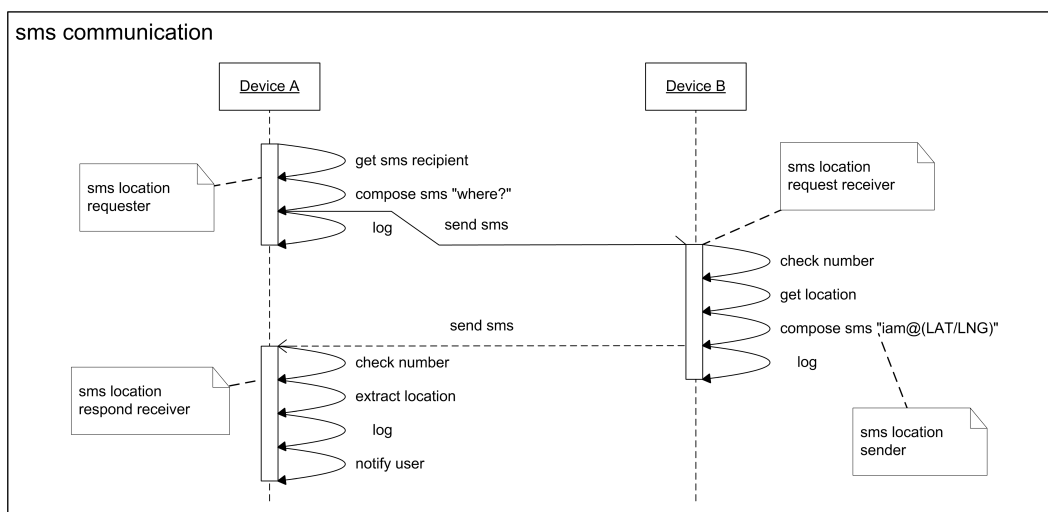 sms communication
Device A
Device B
get sms recipient
sms location
requester
compose sms "where?"
log
send sms
sms location
request receiver
check number
get location
compose sms "iam@(LAT/LNG)"
log
send sms
check number
sms location
respond receiver
extract location
log
notify user
sms location
sender